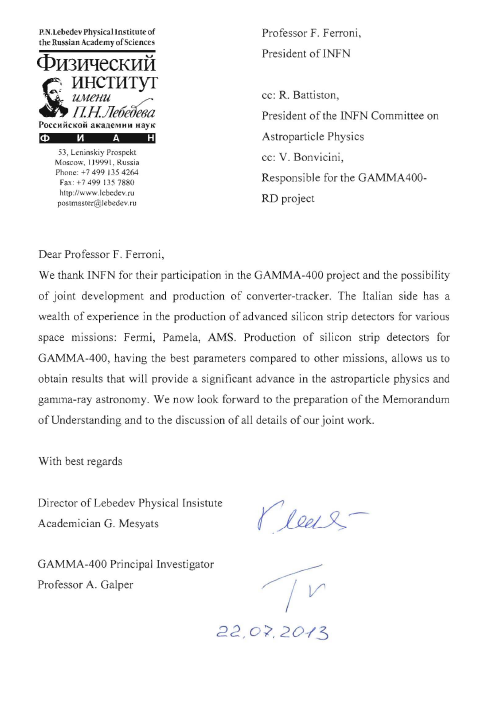 P.N.Lebedev Physical Institute of
the Russian Academy of Sciences
Физический
ИНСТИТУТ
имени
П.Н.Лебедева
Российской академии наук
Ф И А Н
53, Leninskiy Prospekt
Moscow, 119991, Russia
Phone: +7 499 135 4264
Fax: +7 499 135 7880
http://www.lebedev.ru
postmaster@lebedev.ru
Professor F. Ferroni,
President of INFN
cc: R. Battiston,
President of the INFN Committee on
Astroparticle Physics
cc: V. Bonvicini,
Responsible for the GAMMA400-
RD project
Dear Professor F. Ferroni,
We thank INFN for their participation in the GAMMA-400 project and the possibility
of joint development and production of converter-tracker. The Italian side has a
wealth of experience in the production of advanced silicon strip detectors for various
space missions: Fermi, Pamela, AMS. Production of silicon strip detectors for
GAMMA-400, having the best parameters compared to other missions, allows us to
obtain results that will provide a significant advance in the astroparticle physics and
gamma-ray astronomy. We now look forward to the preparation of the Memorandum
of Understanding and to the discussion of all details of our joint work.
With best regards
Director of Lebedev Physical Insistute
Academician G. Mesyats
GAMMA-400 Principal Investigator
Professor A. Galper
22.07.2013